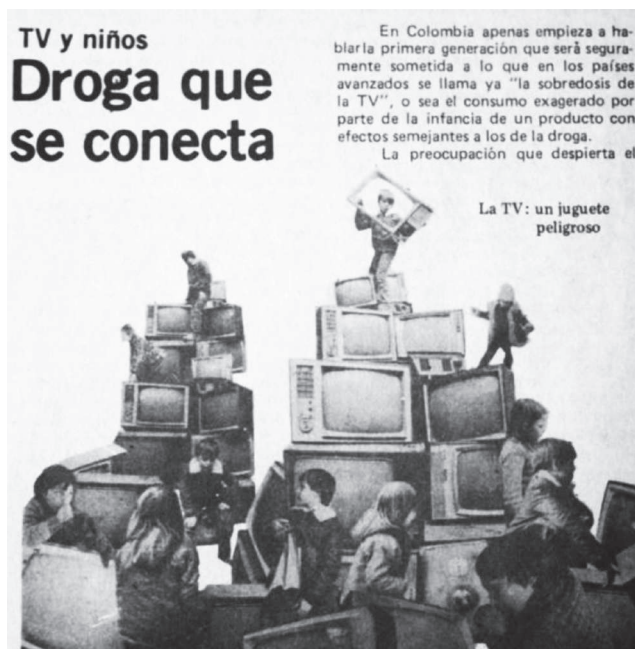 TV y niños
Droga que
se conecta
En Colombia apenas empieza a ha-
blarla primera generación que será segura-
mente sometida a lo que en los países
avanzados se llama ya "la sobredosis de
la TV", o sea el consumo exagerado por
parte de la infancia de un producto con
efectos semejantes a los de la droga.
La preocupación que despierta el
La TV: un juguete
peligroso